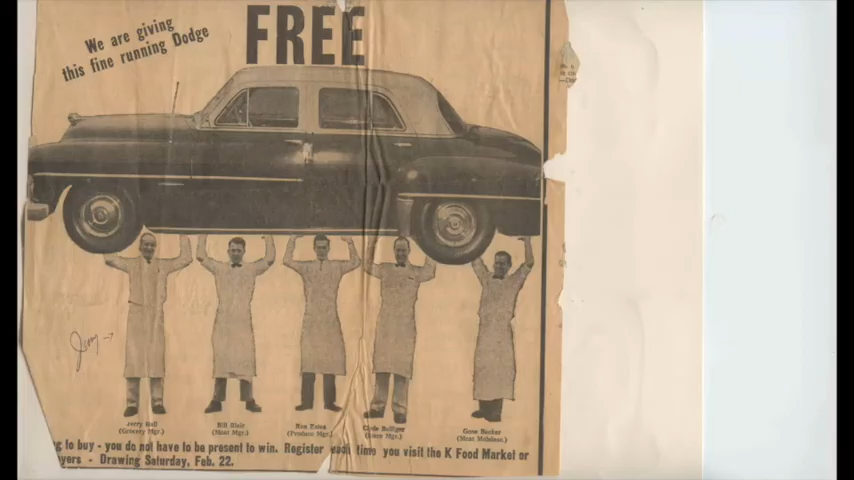 FREE
We are giving
this fine running Dodge
Jerry
Jerry Hall
(Grocery Mgr.)
Bill Blair
(Meat Mgr.)
Ron Estes
(Produce Mgr.)
Clyde
(Store Mgr.)
Gene Becker
(Meat Mdnizer.)
g to buy - you do not have to be present to win. Register each time you visit the K Food Market or
yers - Drawing Saturday, Feb. 22.